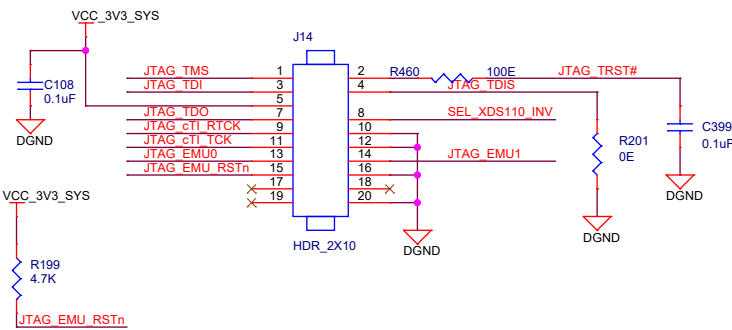 VCC_3V3_SYS
J14
JTAG_TMS 1 2 R460 100E JTAG_TRST#
JTAG_TDI 3 4 JTAG_TDIS
C108
0.1uF
5
JTAG_TDO 7 8 SEL_XDS110_INV
JTAG_cTI_RTCK 9 10
C399
0.1uF
DGND
JTAG_cTI_TCK 11 12
R201
0E
JTAG_EMU0 13 14 JTAG_EMU1
JTAG_EMU_RSTn 15 16
17 18
VCC_3V3_SYS
19 20
DGND
HDR_2X10
DGND
DGND
R199
4.7K
JTAG_EMU_RSTn